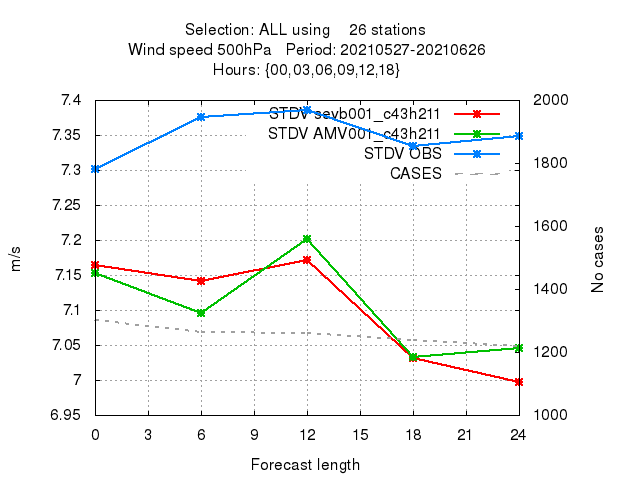 Selection: ALL using 26 stations
Wind speed 500hPa Period: 20210527-20210626
Hours: {00,03,06,09,12,18}
7.4
7.35
7.3
7.25
7.2
7.15
7.1
7.05
7
6.95
m/s
STDV sevb001_c43h211
STDV AMV001_c43h211
STDV OBS
CASES
2000
1800
1600
1400
1200
1000
No cases
0 3 6 9 12 15 18 21 24
Forecast length